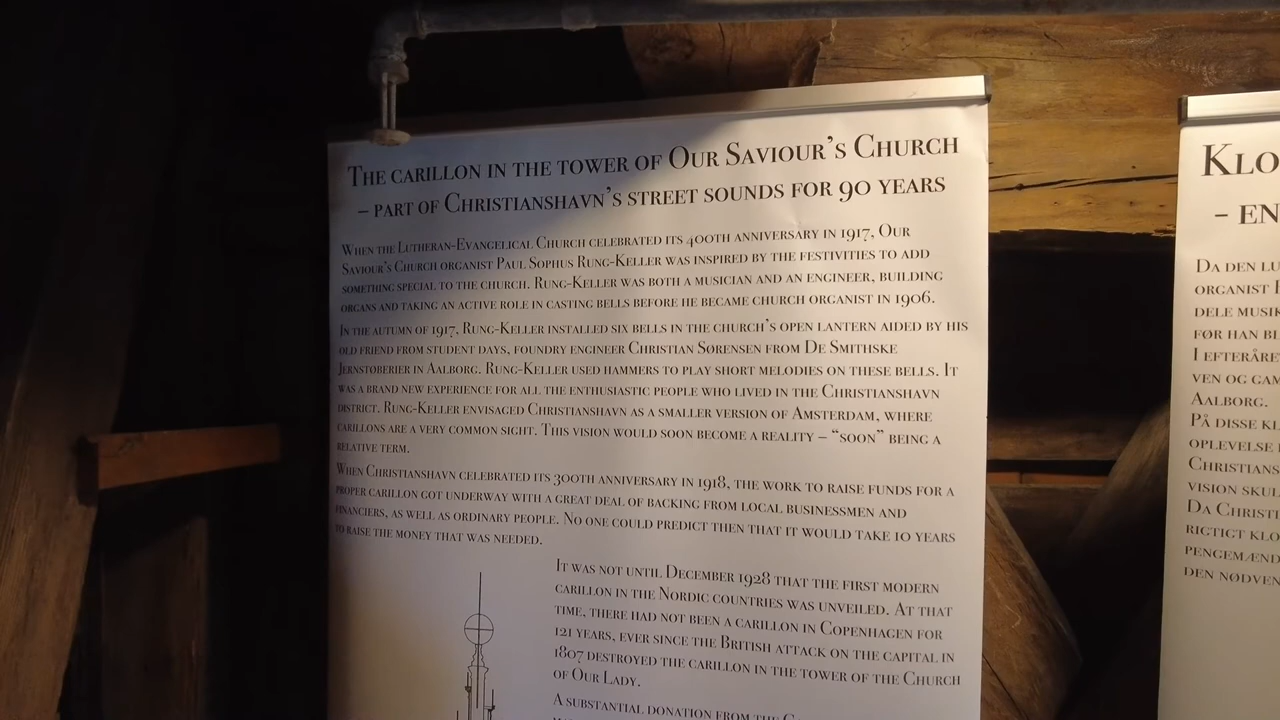 The carillon in the tower of Our Saviour's Church
– part of Christianshavn's street sounds for 90 years
When the Lutheran-Evangelical Church celebrated its 400th anniversary in 1917, Our
Saviour's Church organist Paul Sophus Rung-Keller was inspired by the festivities to add
something special to the church. Rung-Keller was both a musician and an engineer, building
organs and taking an active role in casting bells before he became church organist in 1906.
In the autumn of 1917, Rung-Keller installed six bells in the church's open lantern aided by his
old friend from student days, foundry engineer Christian Sørensen from De Smithske
Jernstøberier in Aalborg. Rung-Keller used hammers to play short melodies on these bells. It
was a brand new experience for all the enthusiastic people who lived in the Christianshavn
district. Rung-Keller envisaged Christianshavn as a smaller version of Amsterdam, where
carillons are a very common sight. This vision would soon become a reality – “soon” being a
relative term.
When Christianshavn celebrated its 300th anniversary in 1918, the work to raise funds for a
proper carillon got underway with a great deal of backing from local businessmen and
financiers, as well as ordinary people. No one could predict then that it would take 10 years
to raise the money that was needed.
It was not until December 1928 that the first modern
carillon in the Nordic countries was unveiled. At that
time, there had not been a carillon in Copenhagen for
121 years, ever since the British attack on the capital in
1807 destroyed the carillon in the tower of the Church
of Our Lady.
A substantial donation from the
Klo
– en
Da den lu
organist
dele musik
før han bl
I efteråre
ven og gam
Aalborg.
På disse kl
oplevelse
Christians
vision skul
Da Christi
rigtigt klo
pengemænd
den nødven